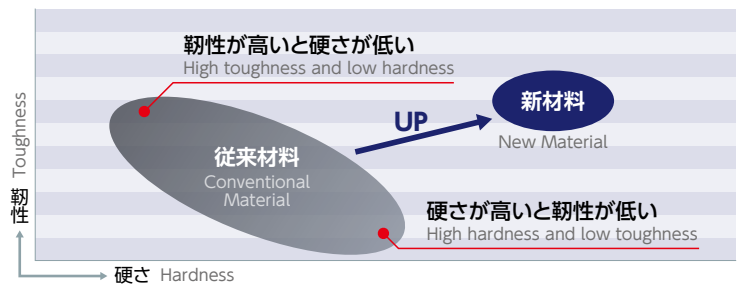 靭性が高いと硬さが低い
High toughness and low hardness
新材料
New Material
UP
従来材料
Conventional
Material
硬さが高いと靭性が低い
High hardness and low toughness
靭性 Toughness
硬さ Hardness